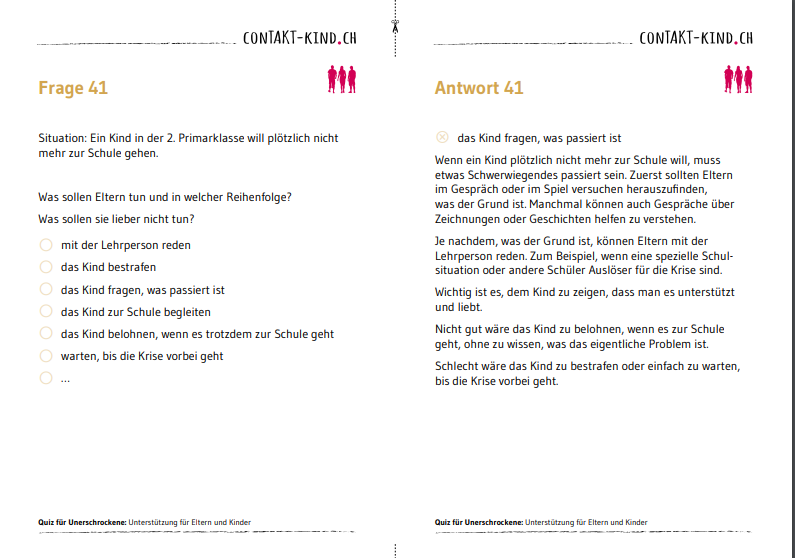 CONTAKT-KIND.CH
Frage 41
Situation: Ein Kind in der 2. Primarklasse will plötzlich nicht
mehr zur Schule gehen.
Was sollen Eltern tun und in welcher Reihenfolge?
Was sollen sie lieber nicht tun?
mit der Lehrperson reden
das Kind bestrafen
das Kind fragen, was passiert ist
das Kind zur Schule begleiten
das Kind belohnen, wenn es trotzdem zur Schule geht
warten, bis die Krise vorbei geht
...
Quiz für Unerschrockene: Unterstützung für Eltern und Kinder
CONTAKT-KIND.CH
Antwort 41
das Kind fragen, was passiert ist
Wenn ein Kind plötzlich nicht mehr zur Schule will, muss
etwas Schwerwiegendes passiert sein. Zuerst sollten Eltern
im Gespräch oder im Spiel versuchen herauszufinden,
was der Grund ist. Manchmal können auch Gespräche über
Zeichnungen oder Geschichten helfen zu verstehen.
Je nachdem, was der Grund ist, können Eltern mit der
Lehrperson reden. Zum Beispiel, wenn eine spezielle Schul-
situation oder andere Schüler Auslöser für die Krise sind.
Wichtig ist es, dem Kind zu zeigen, dass man es unterstützt
und liebt.
Nicht gut wäre das Kind zu belohnen, wenn es zur Schule
geht, ohne zu wissen, was das eigentliche Problem ist.
Schlecht wäre das Kind zu bestrafen oder einfach zu warten,
bis die Krise vorbei geht.
Quiz für Unerschrockene: Unterstützung für Eltern und Kinder